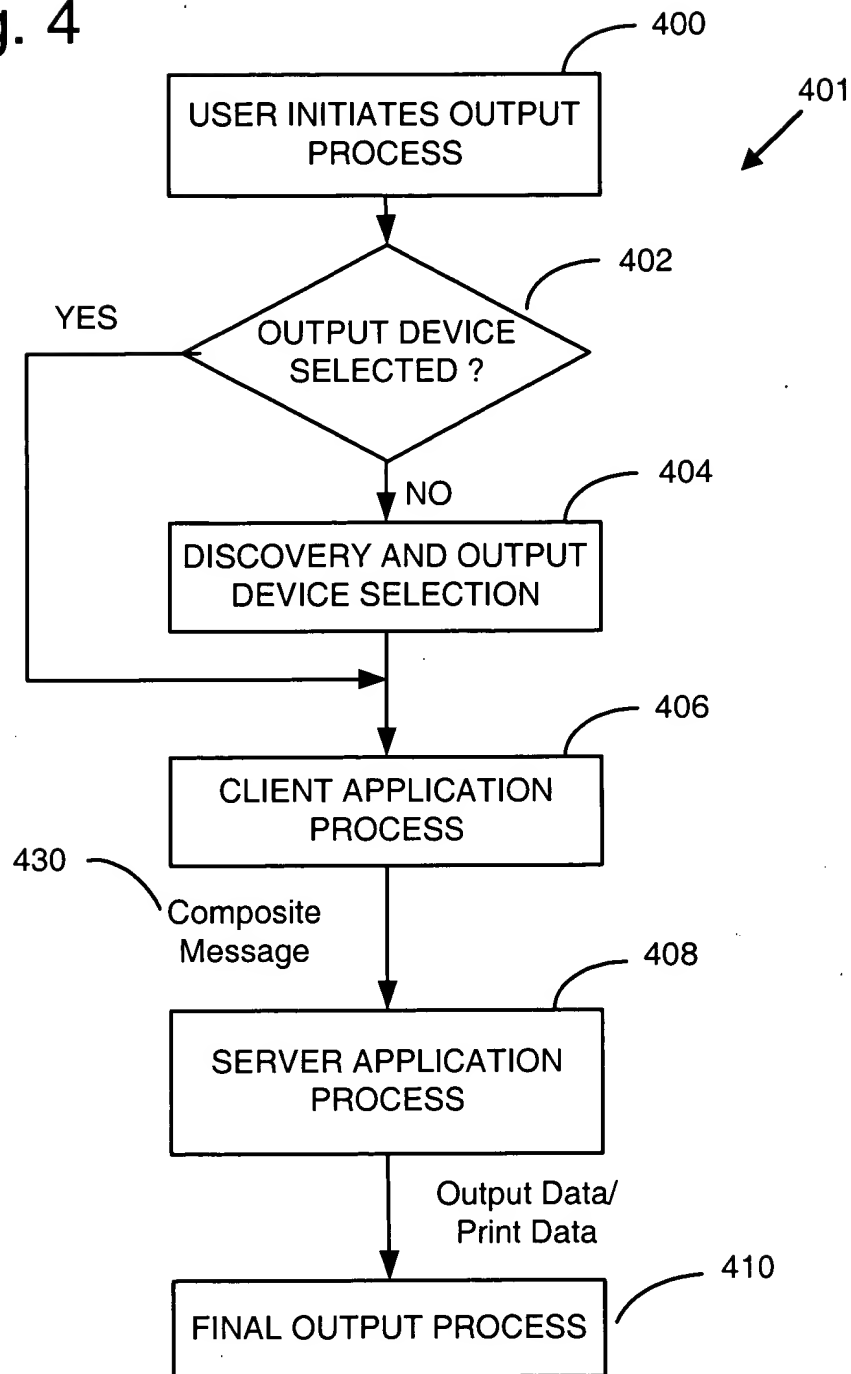 g. 4
400
401
USER INITIATES OUTPUT
PROCESS
402
YES
OUTPUT DEVICE
SELECTED ?
404
NO
DISCOVERY AND OUTPUT
DEVICE SELECTION
406
CLIENT APPLICATION
PROCESS
430
Composite
Message
408
SERVER APPLICATION
PROCESS
Output Data/
Print Data
410
FINAL OUTPUT PROCESS